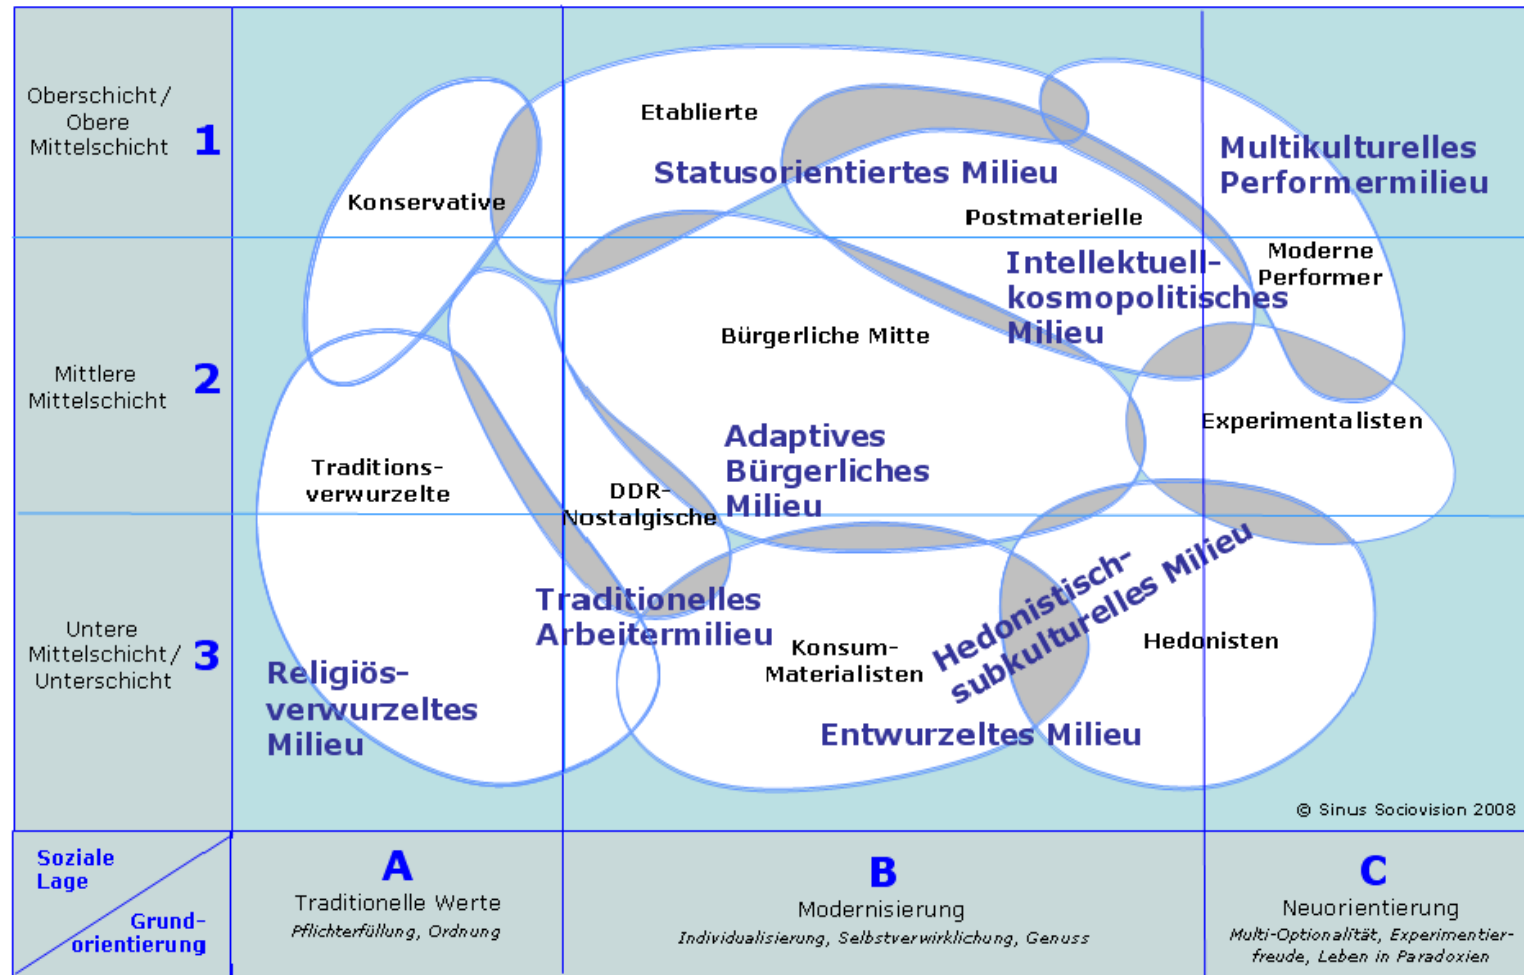 Oberschicht/
Obere
Mittelschicht
1
Etablierte
Konservative
Statusorientiertes Milieu
Postmaterielle
Multikulturelles
Performermilieu
Moderne
Performer
Intellektuell-
kosmopolitisches
Milieu
Mittlere
Mittelschicht
2
Bürgerliche Mitte
Experimentalisten
Adaptives
Bürgerliches
Milieu
Traditions-
verwurzelte
DDR-
Nostalgische
Untere
Mittelschicht/
Unterschicht
3
Traditionelles
Arbeitermilieu
Religiös-
verwurzeltes
Milieu
Konsum-
Materialisten
Hedonistisch-
subkulturelles Milieu
Hedonisten
Entwurzeltes Milieu
© Sinus Sociovision 2008
Soziale
Lage
Grund-
orientierung
A
Traditionelle Werte
Pflichterfüllung, Ordnung
B
Modernisierung
Individualisierung, Selbstverwirklichung, Genuss
C
Neuorientierung
Multi-Optionalität, Experimentier-
freude, Leben in Paradoxien